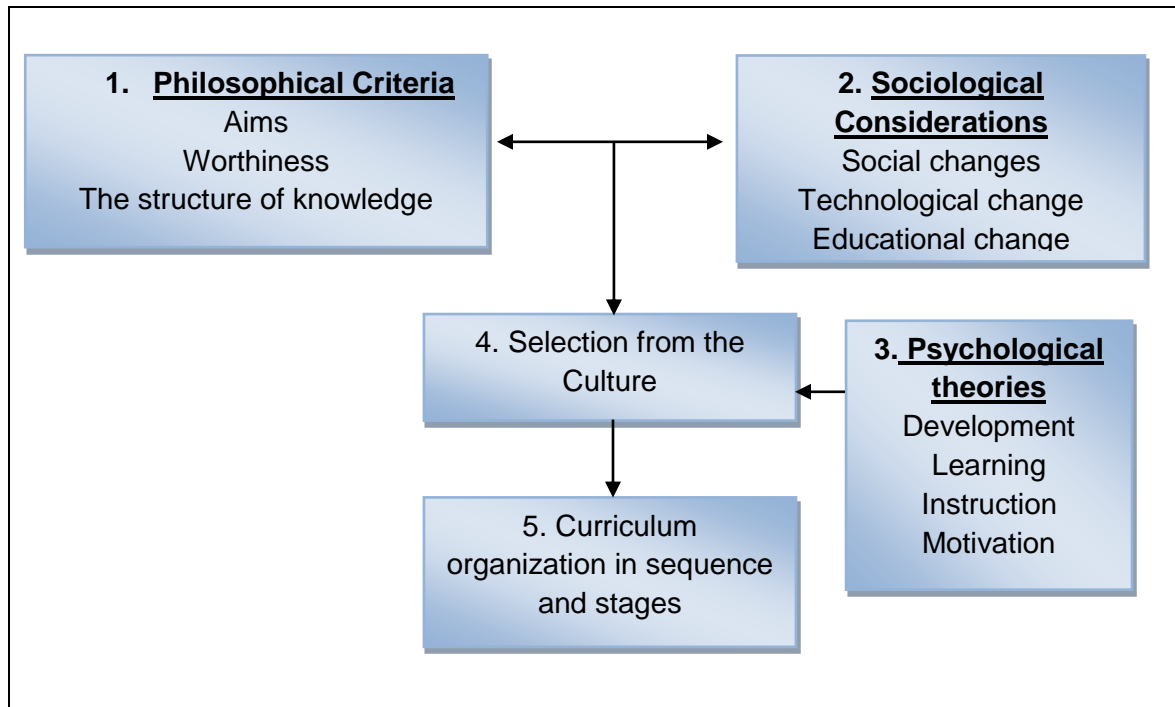 1. Philosophical Criteria
Aims
Worthiness
The structure of knowledge
2. Sociological
Considerations
Social changes
Technological change
Educational change
3. Psychological
theories
Development
Learning
Instruction
Motivation
4. Selection from the
Culture
5. Curriculum
organization in sequence
and stages